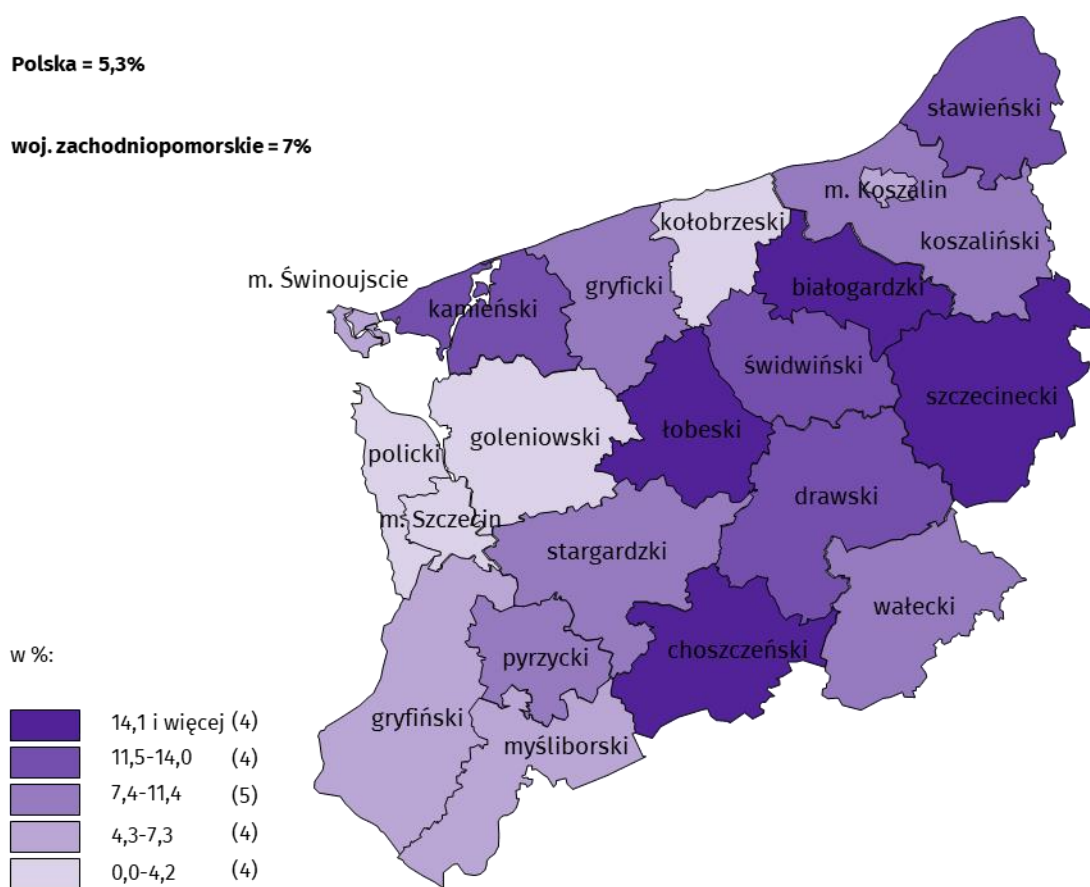 Polska = 5,3%
woj. zachodniopomorskie = 7%
sławieński
m. Koszalin
kołobrzeski
koszaliński
m. Świnoujscie
gryficki
białogardzki
kamieński
świdwiński
szczecinecki
łobeski
goleniowski
policki
drawski
m. Szczecin
stargardzki
wałecki
choszczeński
pyrzycki
gryfiński
myśliborski
w %:
14,1 i więcej (4)
11,5-14,0 (4)
7,4-11,4 (5)
4,3-7,3 (4)
0,0-4,2 (4)